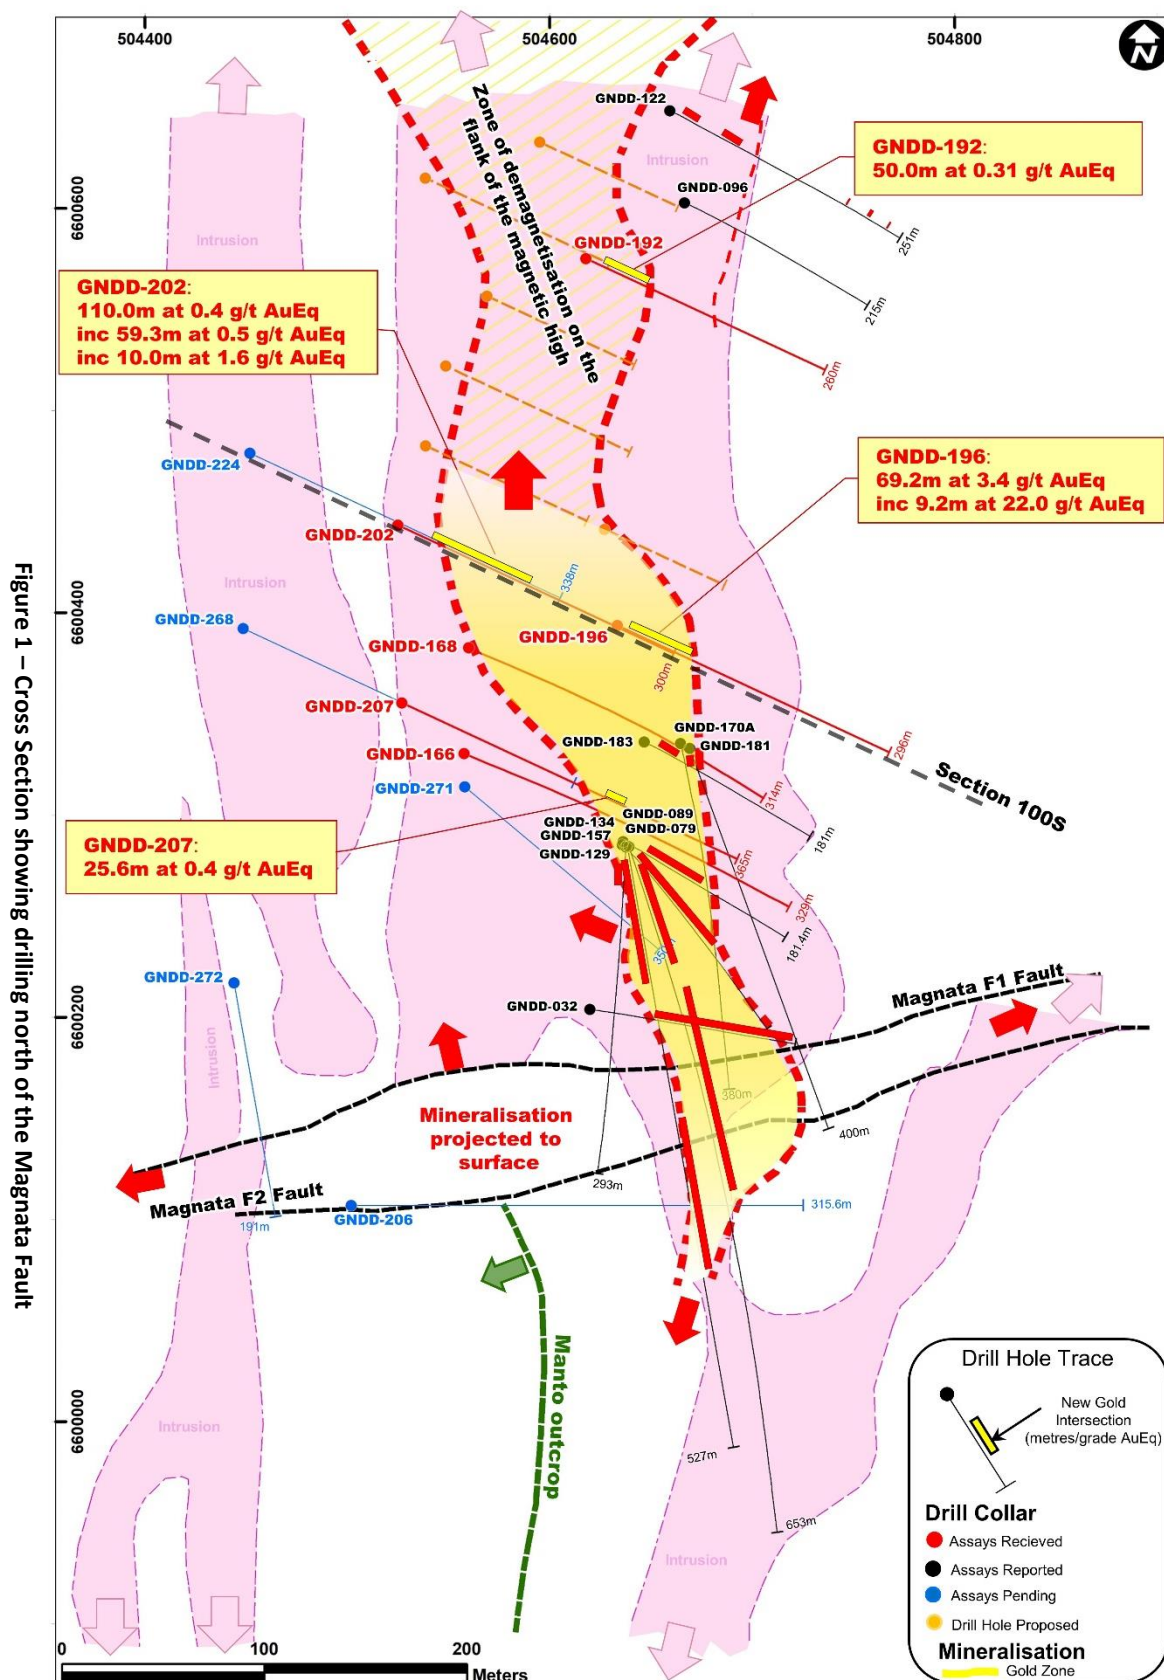 504400
504600
504800
N
GNDD-122
GNDD-192:
50.0m at 0.31 g/t AuEq
Intrusion
Zone of demagnetisation on the
flank of the magnetic high
GNDD-096
6600600
Intrusion
GNDD-192
251m
GNDD-202:
110.0m at 0.4 g/t AuEq
inc 59.3m at 0.5 g/t AuEq
inc 10.0m at 1.6 g/t AuEq
215m
260m
GNDD-196:
69.2m at 3.4 g/t AuEq
inc 9.2m at 22.0 g/t AuEq
GNDD-224
GNDD-202
Intrusion
338m
6600400
GNDD-268
GNDD-196
GNDD-168
300m
GNDD-207
GNDD-170A
GNDD-183
GNDD-181
296m
GNDD-166
GNDD-271
314m
Section 100S
GNDD-089
GNDD-134
GNDD-079
GNDD-157
GNDD-129
181m
GNDD-207:
25.6m at 0.4 g/t AuEq
365m
329m
181.4m
350m
GNDD-272
Magnata F1 Fault
GNDD-032
6600200
Intrusion
380m
Mineralisation
projected to
surface
400m
293m
Magnata F2 Fault
GNDD-206
191m
315.6m
Manto outcrop
6600000
Intrusion
527m
653m
Intrusion
Drill Hole Trace
New Gold
Intersection
(metres/grade AuEq)
Drill Collar
Assays Recieved
Assays Reported
Assays Pending
Drill Hole Proposed
Mineralisation
Gold Zone
0
100
200
Meters
Figure 1 – Cross Section showing drilling north of the Magnata Fault